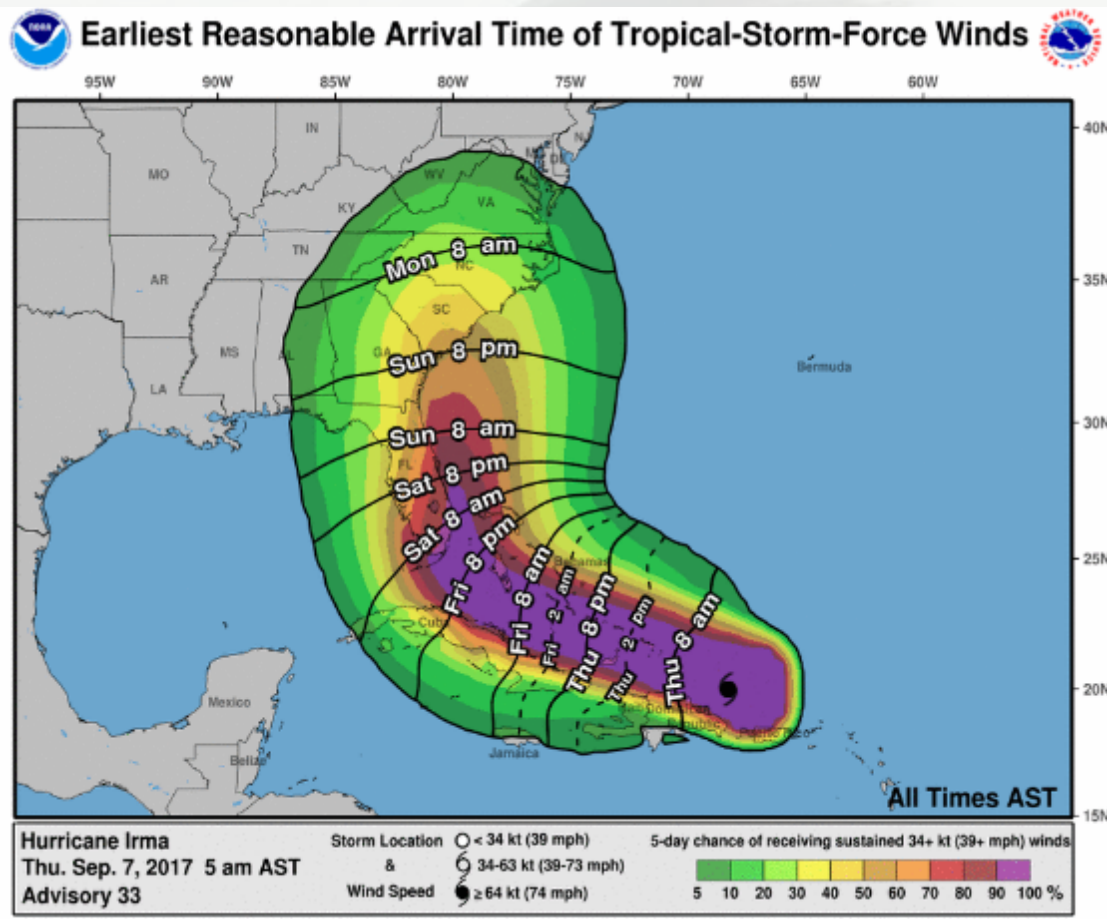 Earliest Reasonable Arrival Time of Tropical-Storm-Force Winds
95W 90W 85W 80W 75W 70W 65W 60W
40N
35N
30N
25N
20N
15N
IN
MO
WV
KY
VA
TN
NC
AR
SC
MS
AL
GA
LA
FL
Bermuda
Bahamas
Cuba
Mexico
Belize
Jamaica
Dominican
Republic
Puerto Rico
Mon 8 am
Sun 8 pm
Sun 8 am
Sat 8 pm
Sat 8 am
Fri 8 pm
Fri 8 am
Fri 2 am
Thu 8 pm
Thu 2 pm
Thu 8 am
All Times AST
Hurricane Irma
Thu. Sep. 7, 2017 5 am AST
Advisory 33
Storm Location
&
Wind Speed
< 34 kt (39 mph)
34-63 kt (39-73 mph)
≥ 64 kt (74 mph)
5-day chance of receiving sustained 34+ kt (39+ mph) winds
5 10 20 30 40 50 60 70 80 90 100 %